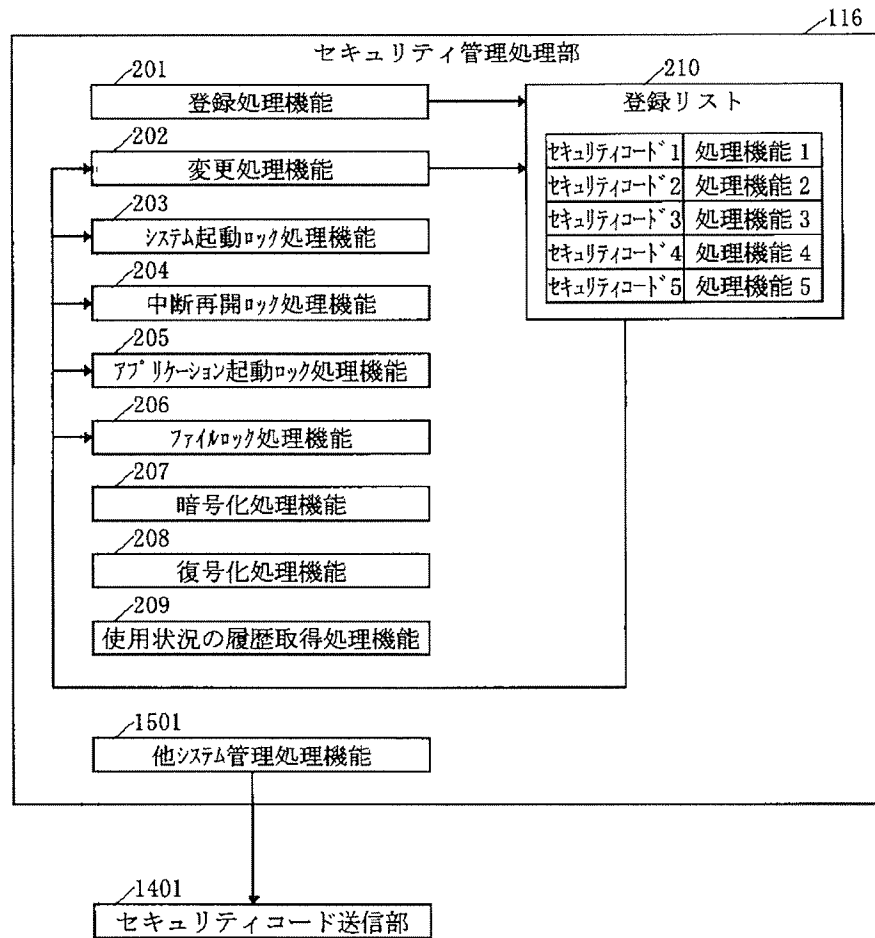 116
セキュリティ管理処理部
201
登録処理機能
202
変更処理機能
203
システム起動ロック処理機能
204
中断再開ロック処理機能
205
アプリケーション起動ロック処理機能
206
ファイルロック処理機能
207
暗号化処理機能
208
復号化処理機能
209
使用状況の履歴取得処理機能
210
登録リスト
セキュリティコード1 処理機能1
セキュリティコード2 処理機能2
セキュリティコード3 処理機能3
セキュリティコード4 処理機能4
セキュリティコード5 処理機能5
1501
他システム管理処理機能
1401
セキュリティコード送信部